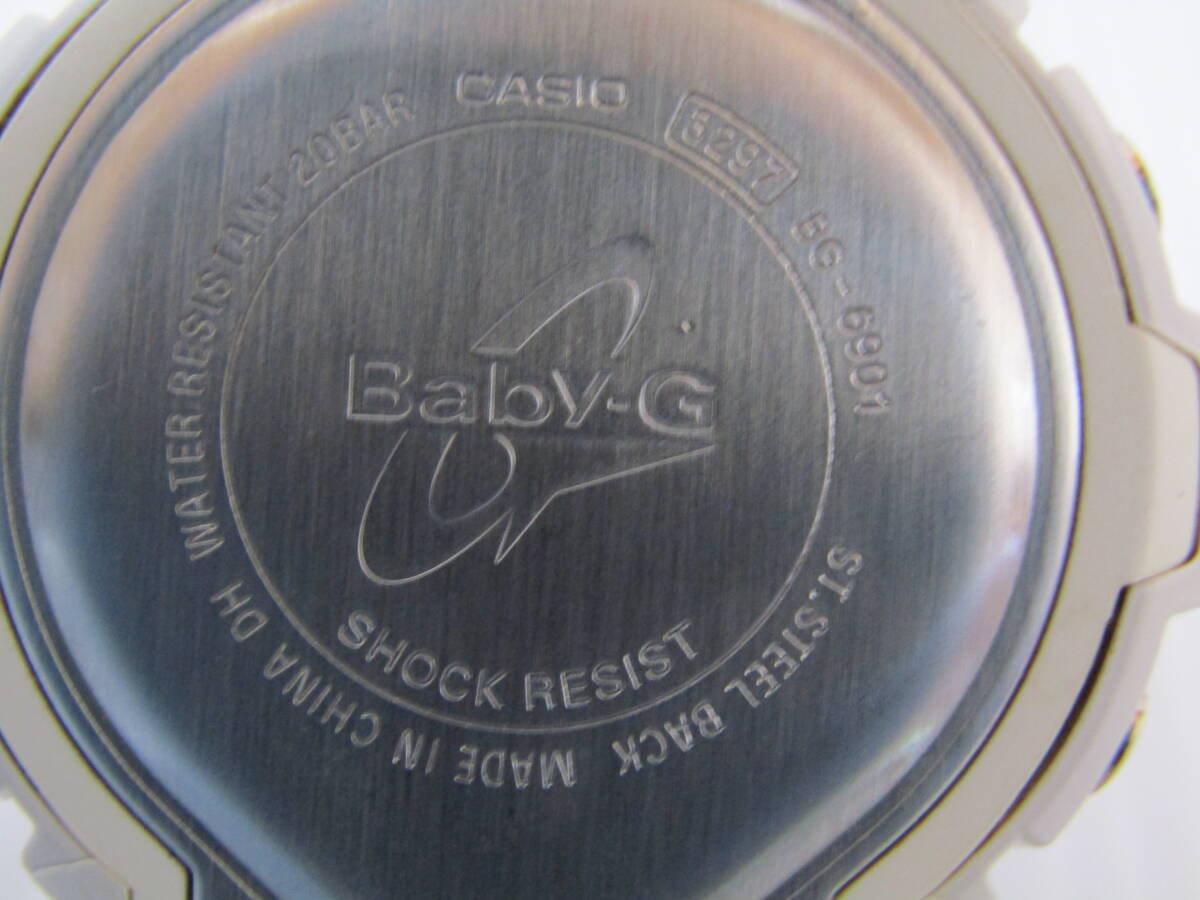 CASIO
3297
BG-6901
ST.STEEL BACK MADE IN CHINA DH WATER RESISTANT 20BAR
Baby-G
SHOCK RESIST